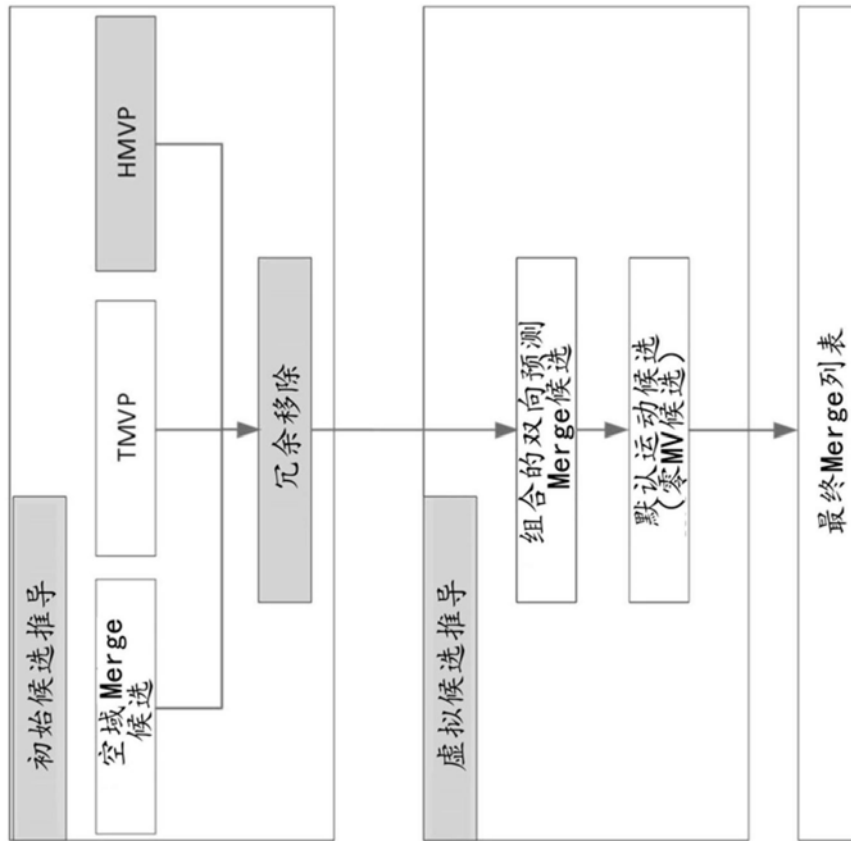 初始候选推导
空域Merge
候选
TMVP
HMVP
冗余移除
虚拟候选推导
组合的双向预测
Merge候选
默认运动候选
(零MV候选)
最终Merge列表